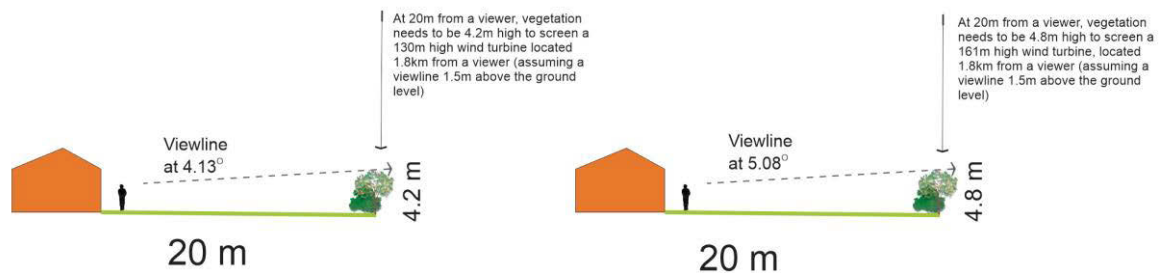 At 20m from a viewer, vegetation
needs to be 4.2m high to screen a
130m high wind turbine located
1.8km from a viewer (assuming a
viewline 1.5m above the ground
level)
Viewline
at 4.13°
4.2 m
20 m
At 20m from a viewer, vegetation
needs to be 4.8m high to screen a
161m high wind turbine, located
1.8km from a viewer (assuming a
viewline 1.5m above the ground
level)
Viewline
at 5.08°
4.8 m
20 m